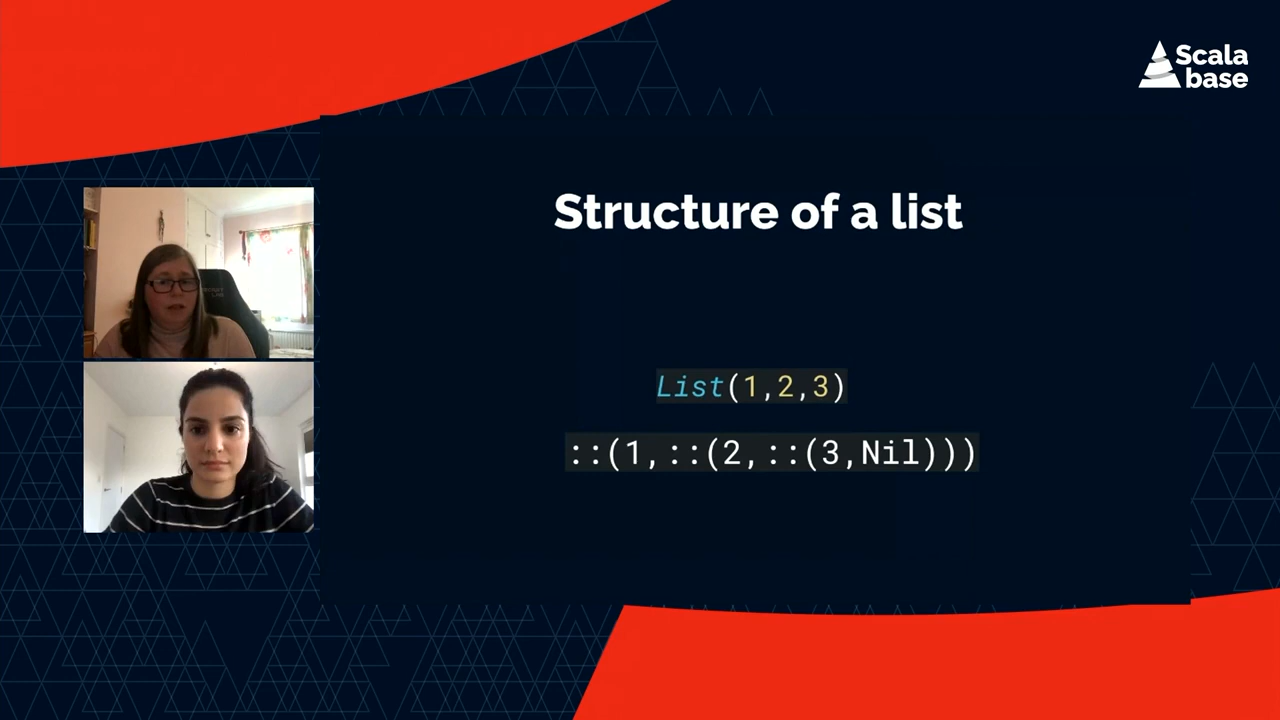 Scala
base
Structure of a list
List(1,2,3)
::(1,::(2,::(3,Nil)))